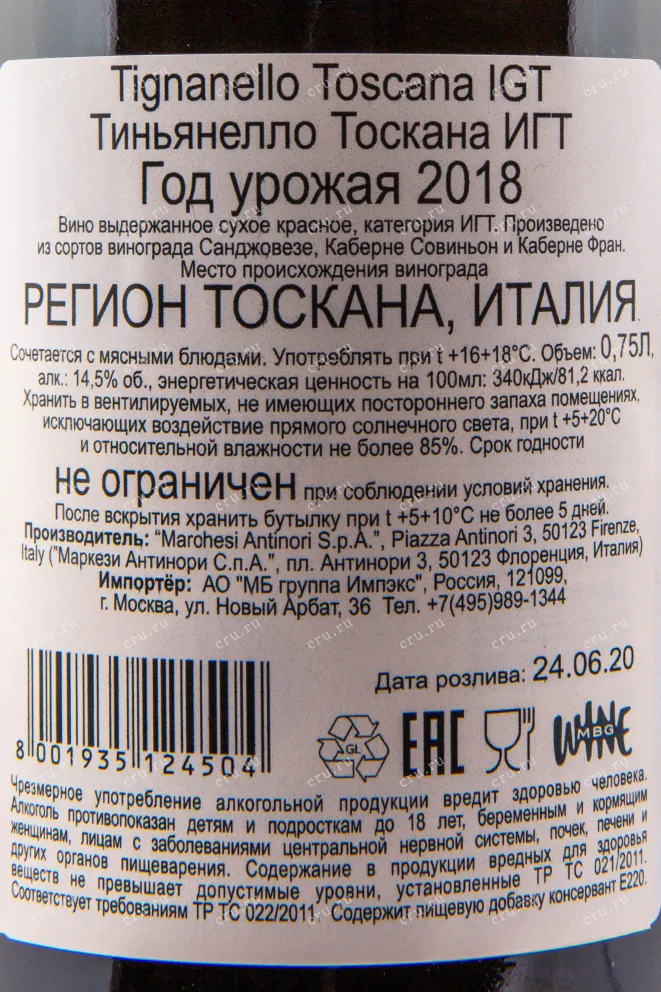 Tignanello Toscana IGT
Тиньянелло Тоскана ИГТ
Год урожая 2018
Вино выдержанное сухое красное, категория ИГТ. Произведено
из сортов винограда Санджовезе, Каберне Совиньон и Каберне Фран.
Место происхождения винограда
РЕГИОН ТОСКАНА, ИТАЛИЯ.
Сочетается с мясными блюдами. Употреблять при t +16+18°С. Объем: 0,75Л,
алк.: 14,5% об., энергетическая ценность на 100мл: 340кДж/81,2 ккал.
Хранить в вентилируемых, не имеющих постороннего запаха помещениях,
исключающих воздействие прямого солнечного света, при t +5+20°С
и относительной влажности не более 85%. Срок годности
не ограничен при соблюдении условий хранения.
После вскрытия хранить бутылку при t +5+10°С не более 5 дней.
Производитель: "Marchesi Antinori S.p.A.", Piazza Antinori 3, 50123 Firenze,
Italy ("Маркези Антинори С.п.А.", пл. Антинори 3, 50123 Флоренция, Италия)
Импортёр: АО "МБ группа Импэкс", Россия, 121099,
г. Москва, ул. Новый Арбат, 36 Тел. +7(495)989-1344
Дата розлива: 24.06.20
8 001935 124504
GL
EAC
WINE
MBG
Чрезмерное употребление алкогольной продукции вредит здоровью человека.
Алкоголь противопоказан детям и подросткам до 18 лет, беременным и кормящим
женщинам, лицам с заболеваниями центральной нервной системы, почек, печени и
других органов пищеварения. Содержание в продукции вредных для здоровья
веществ не превышает допустимые уровни, установленные ТР ТС 021/2011.
Соответствует требованиям ТР ТС 022/2011. Содержит пищевую добавку консервант Е220.
cru.ru